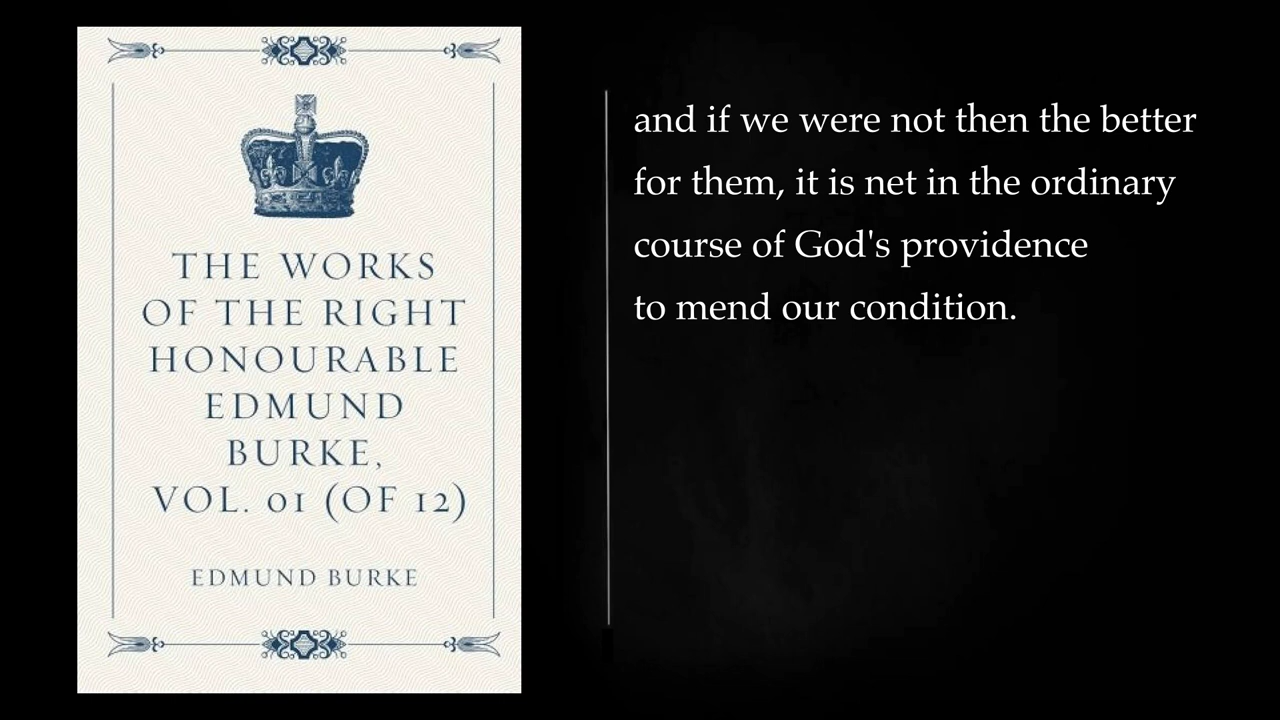 THE WORKS
OF THE RIGHT
HONOURABLE
EDMUND
BURKE,
VOL. 01 (OF 12)
EDMUND BURKE
and if we were not then the better
for them, it is net in the ordinary
course of God's providence
to mend our condition.